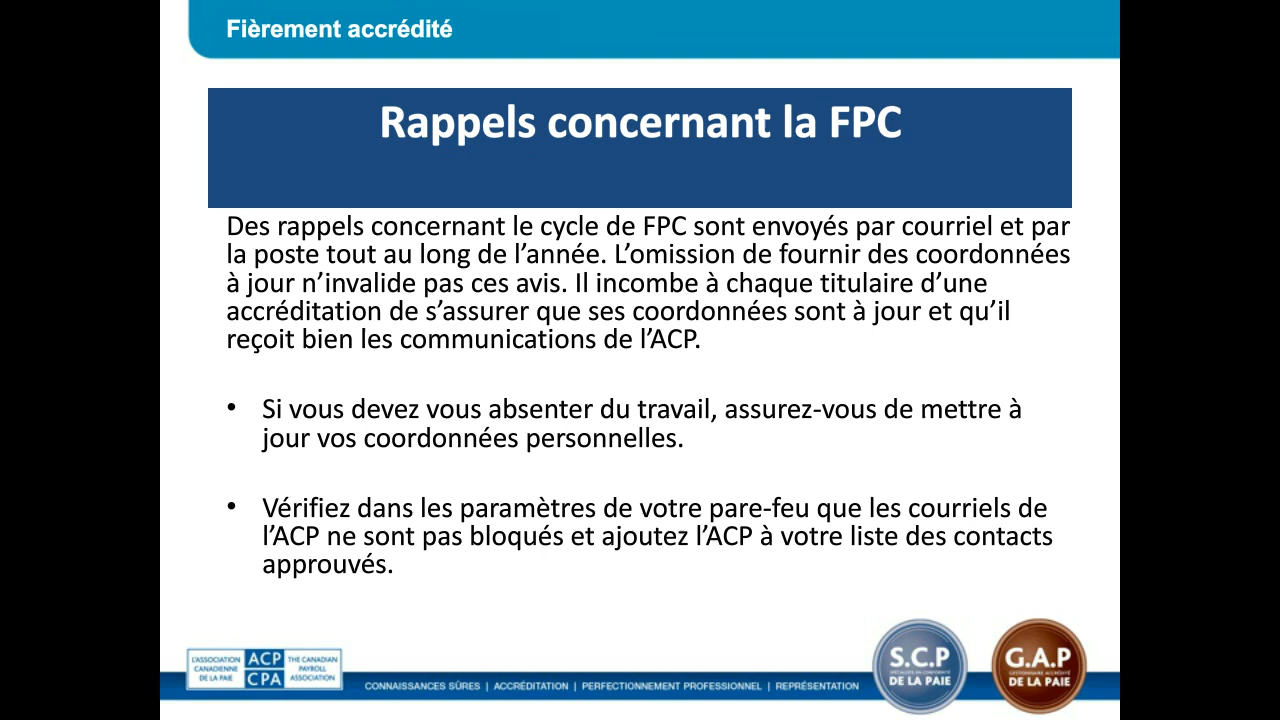 Fièrement accrédité
Rappels concernant la FPC
Des rappels concernant le cycle de FPC sont envoyés par courriel et par
la poste tout au long de l’année. L’omission de fournir des coordonnées
à jour n’invalide pas ces avis. Il incombe à chaque titulaire d’une
accréditation de s’assurer que ses coordonnées sont à jour et qu’il
reçoit bien les communications de l’ACP.
• Si vous devez vous absenter du travail, assurez-vous de mettre à
jour vos coordonnées personnelles.
• Vérifiez dans les paramètres de votre pare-feu que les courriels de
l’ACP ne sont pas bloqués et ajoutez l’ACP à votre liste des contacts
approuvés.
L'ASSOCIATION
CANADIENNE
DE LA PAIE
ACP
CPA
THE CANADIAN
PAYROLL
ASSOCIATION
CONNAISSANCES SÛRES | ACCRÉDITATION | PERFECTIONNEMENT PROFESSIONNEL | REPRÉSENTATION
S.C.P
SPÉCIALISTE EN CONFORMITÉ
DE LA PAIE
G.A.P
GESTIONNAIRE ACCRÉDITÉ
DE LA PAIE